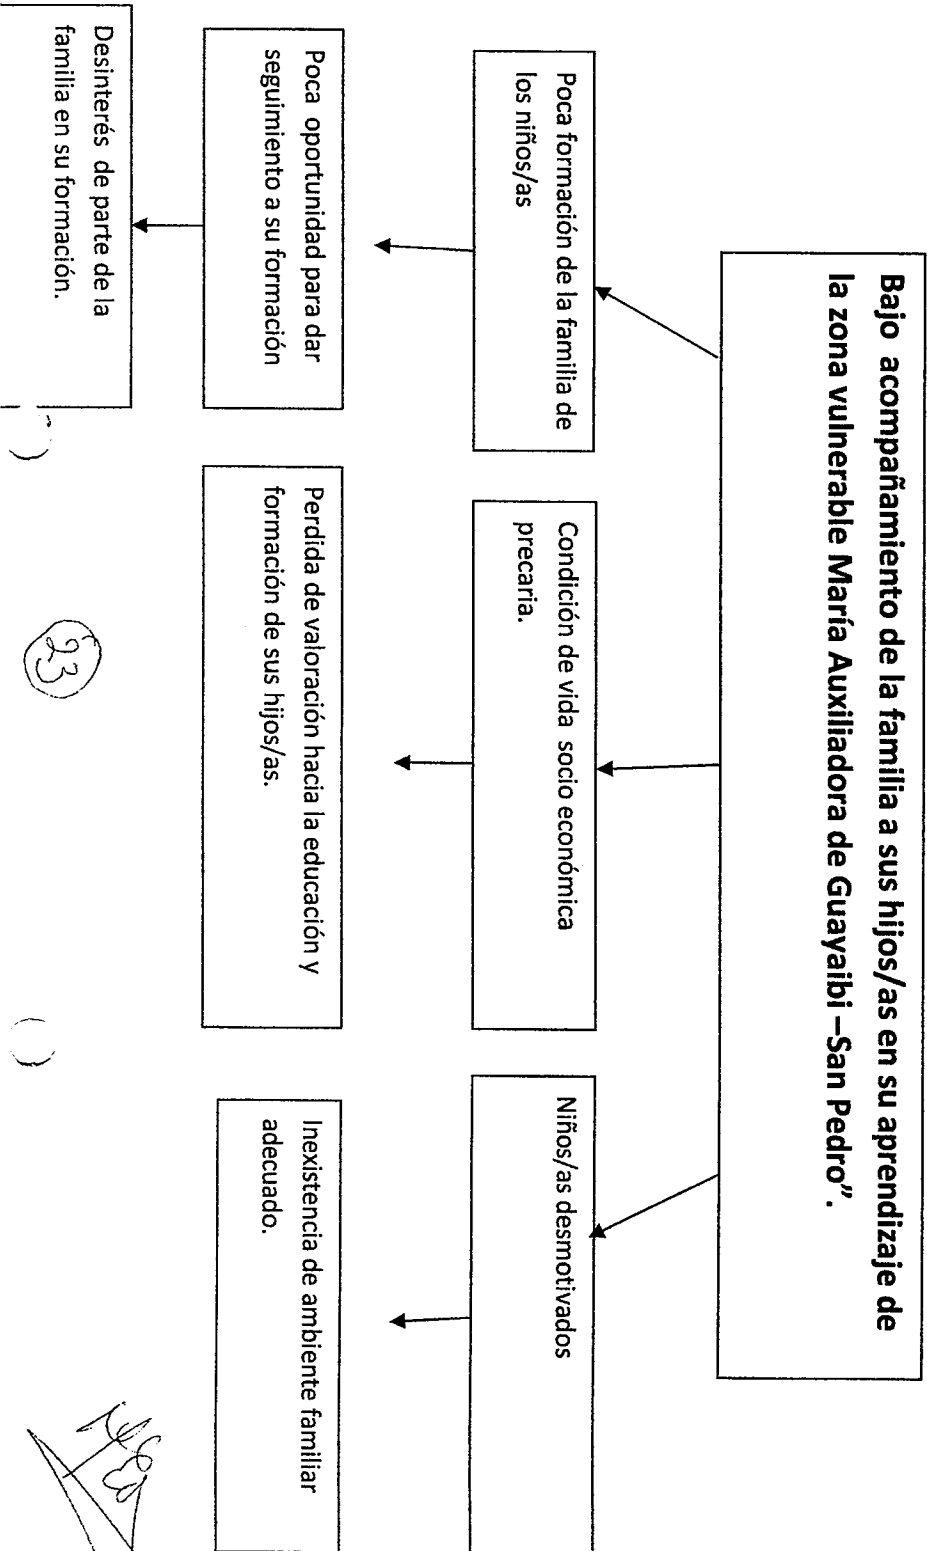 Bajo acompañamiento de la familia a sus hijos/as en su aprendizaje de
la zona vulnerable María Auxiliadora de Guayaibi –San Pedro”.
Poca formación de la familia de
los niños/as
Condición de vida socio económica
precaria.
Niños/as desmotivados
Poca oportunidad para dar
seguimiento a su formación
Perdida de valoración hacia la educación y
formación de sus hijos/as.
Inexistencia de ambiente familiar
adecuado.
Desinterés de parte de la
familia en su formación.
23